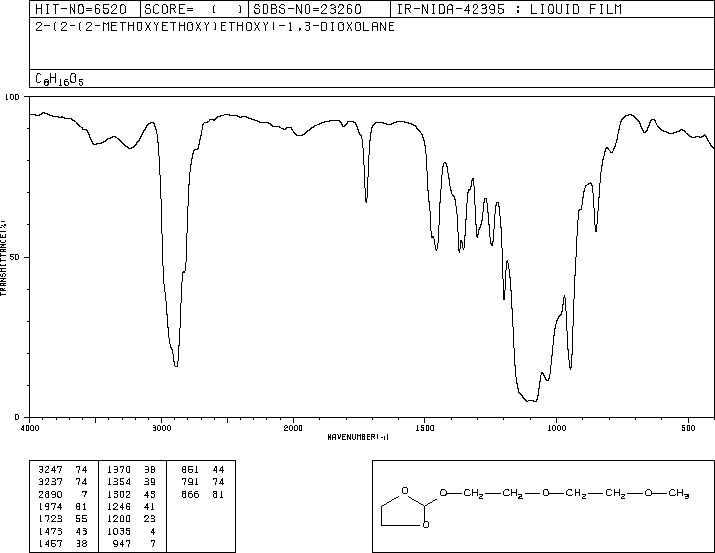 HIT-NO=6520 SCORE= ( ) SDBS-NO=23260 IR-NIDA-42395 : LIQUID FILM
2-(2-(2-METHOXYETHOXY)ETHOXY)-1,3-DIOXOLANE
C8H16O5
100
50
0
TRANSMITTANCE(%)
4000 3000 2000 1500 1000 500
WAVENUMBER(-1)
3247 74 1370 38 851 44
3237 74 1354 39 791 74
2890 7 1302 45 666 81
1974 81 1246 41
1723 55 1200 23
1473 43 1035 4
1457 38 947 7
O O—CH2—CH2—O—CH2—CH2—O—CH3
O